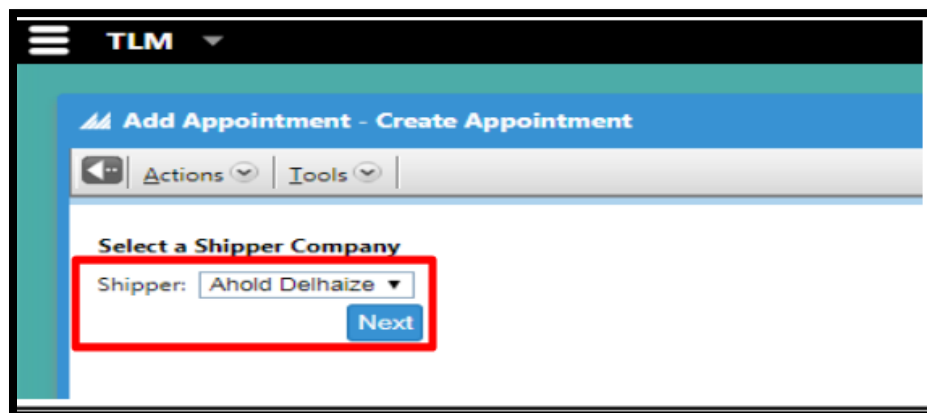 TLM
Add Appointment - Create Appointment
Actions Tools
Select a Shipper Company
Shipper: Ahold Delhaize
Next